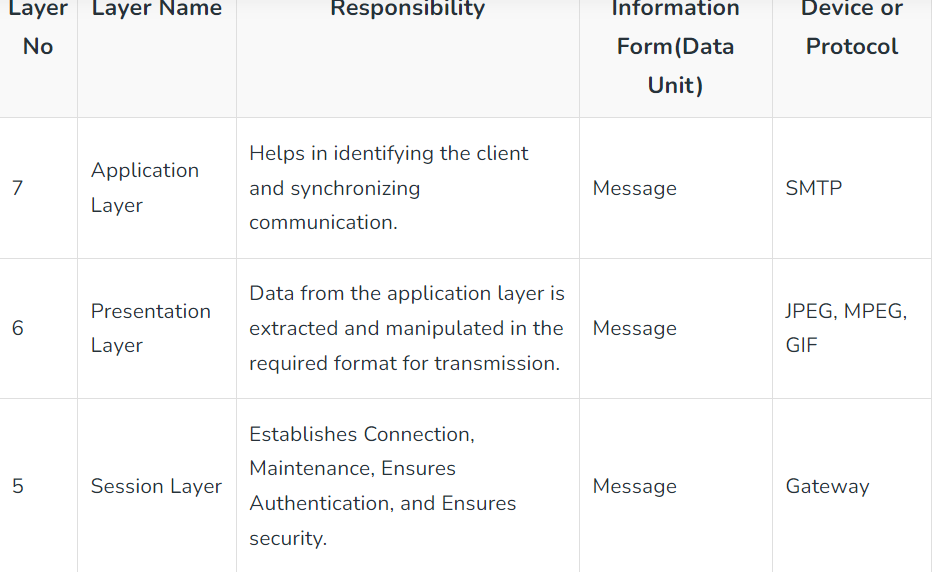 Layer No
Layer Name
Responsibility
Information Form(Data Unit)
Device or Protocol
7
Application Layer
Helps in identifying the client
and synchronizing
communication.
Message
SMTP
6
Presentation Layer
Data from the application layer is
extracted and manipulated in the
required format for transmission.
Message
JPEG, MPEG,
GIF
5
Session Layer
Establishes Connection,
Maintenance, Ensures
Authentication, and Ensures
security.
Message
Gateway